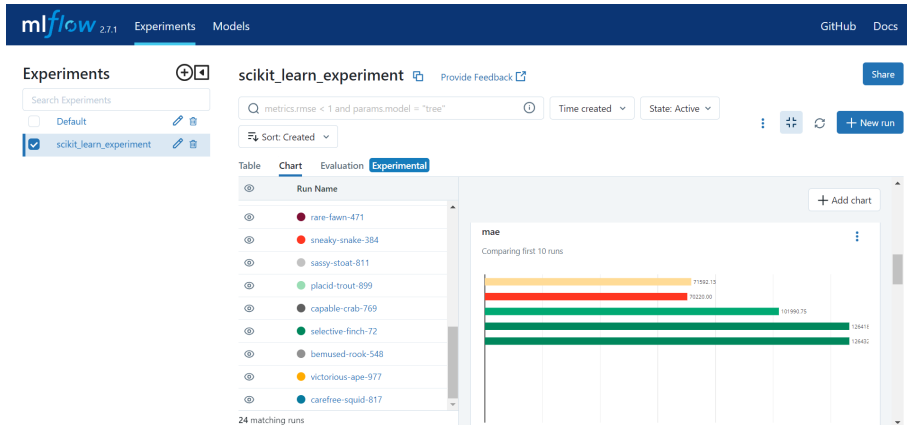 mlflow 2.7.1 Experiments Models GitHub Docs
Experiments
scikit_learn_experiment Provide Feedback Share
Search Experiments
metrics.rmse < 1 and params.model = "tree" Time created State: Active
Default
New run
scikit_learn_experiment
Sort: Created
Table Chart Evaluation Experimental
Run Name
Add chart
rare-fawn-471
sneaky-snake-384
sassy-stoat-811
placid-trout-899
capable-crab-769
selective-finch-72
bemused-rook-548
victorious-ape-977
carefree-squid-817
24 matching runs
mae
Comparing first 10 runs
71592.13
70220.00
101990.75